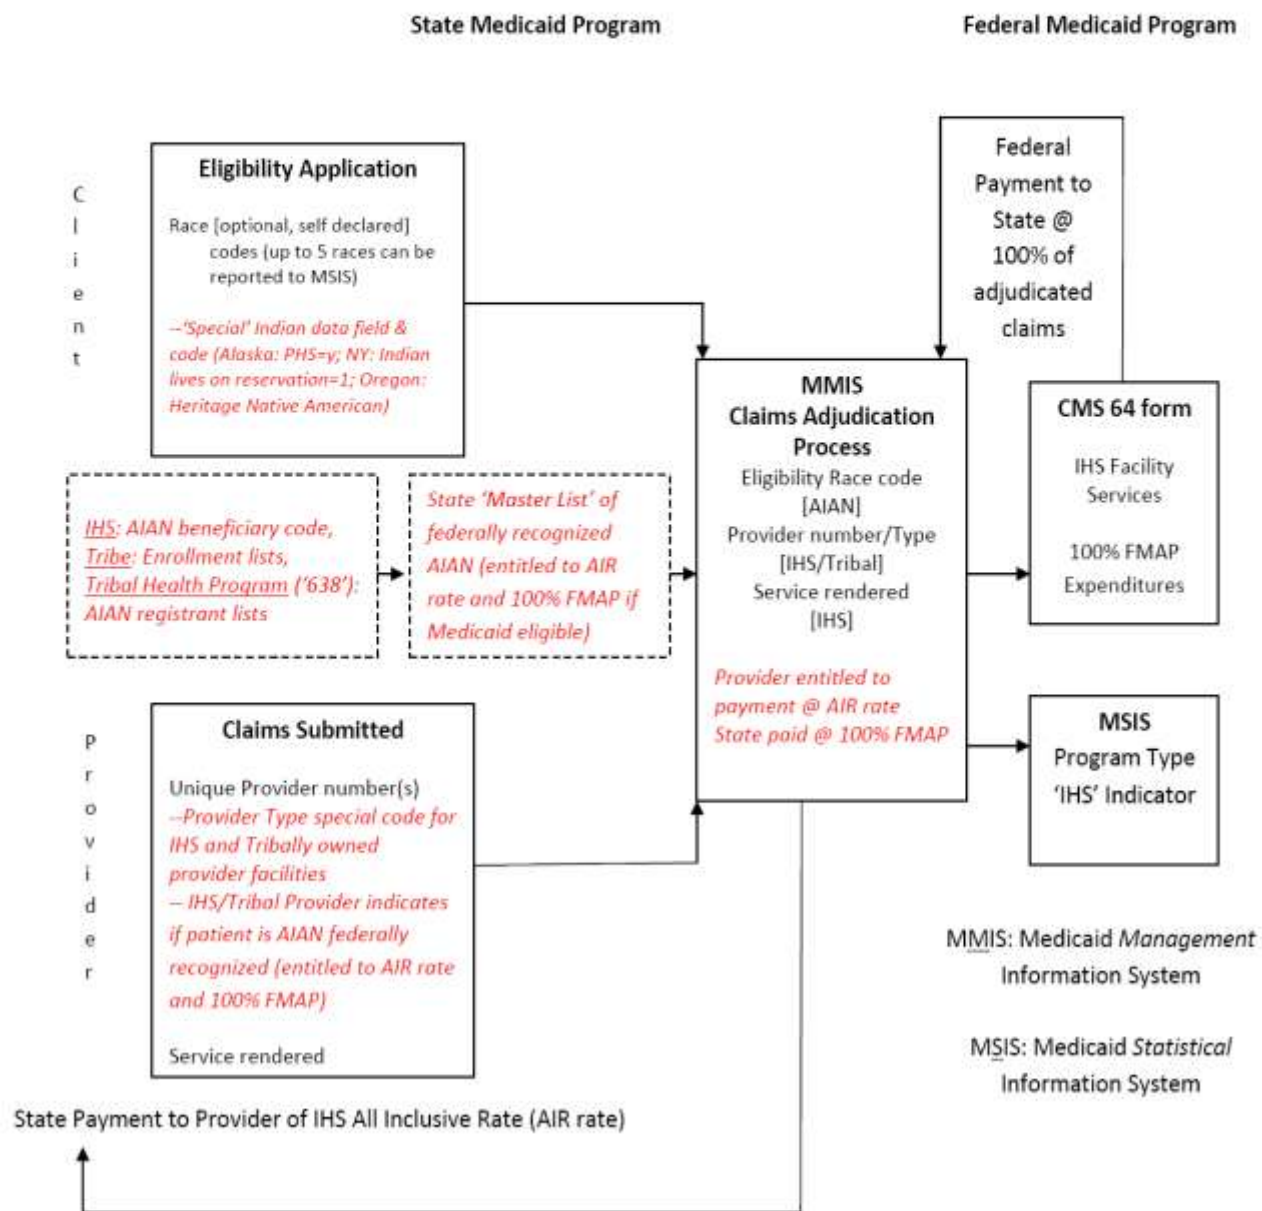 State Medicaid Program
Federal Medicaid Program
C
l
i
e
n
t
Eligibility Application
Race [optional, self declared]
codes (up to 5 races can be
reported to MSIS)
--‘Special’ Indian data field &
code (Alaska: PHS=y; NY: Indian
lives on reservation=1; Oregon:
Heritage Native American)
Federal
Payment to
State @
100% of
adjudicated
claims
IHS: AIAN beneficiary code,
Tribe: Enrollment lists,
Tribal Health Program (‘638’):
AIAN registrant lists
State ‘Master List’ of
federally recognized
AIAN (entitled to AIR
rate and 100% FMAP if
Medicaid eligible)
MMIS
Claims Adjudication
Process
Eligibility Race code
[AIAN]
Provider number/Type
[IHS/Tribal]
Service rendered
[IHS]
Provider entitled to
payment @ AIR rate
State paid @ 100% FMAP
CMS 64 form
IHS Facility
Services
100% FMAP
Expenditures
P
r
o
v
i
d
e
r
Claims Submitted
Unique Provider number(s)
--Provider Type special code for
IHS and Tribally owned
provider facilities
-- IHS/Tribal Provider indicates
if patient is AIAN federally
recognized (entitled to AIR rate
and 100% FMAP)
Service rendered
MSIS
Program Type
‘IHS’ Indicator
MMIS: Medicaid Management
Information System
MSIS: Medicaid Statistical
Information System
State Payment to Provider of IHS All Inclusive Rate (AIR rate)